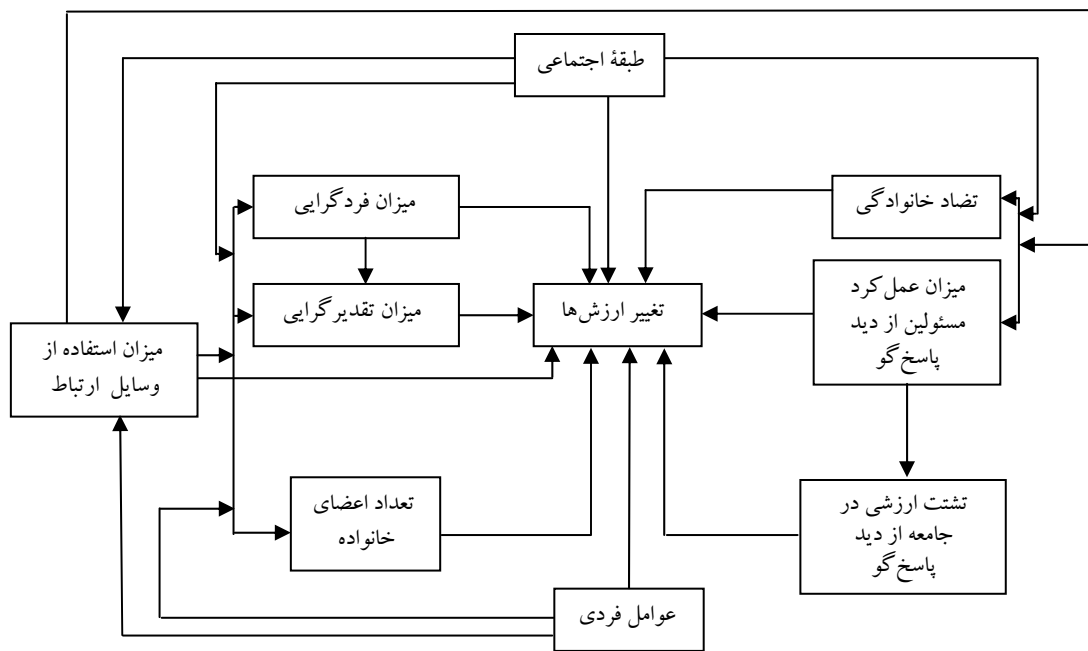 طبقۀ اجتماعی
میزان فردگرایی
تضاد خانوادگی
میزان تقدیرگرایی
تغییر ارزش‌ها
میزان عمل‌کرد
مسئولین از دید
پاسخ‌گو
میزان استفاده از
وسایل ارتباط
تعداد اعضای
خانواده
تشتت ارزشی در
جامعه از دید
پاسخ‌گو
عوامل فردی